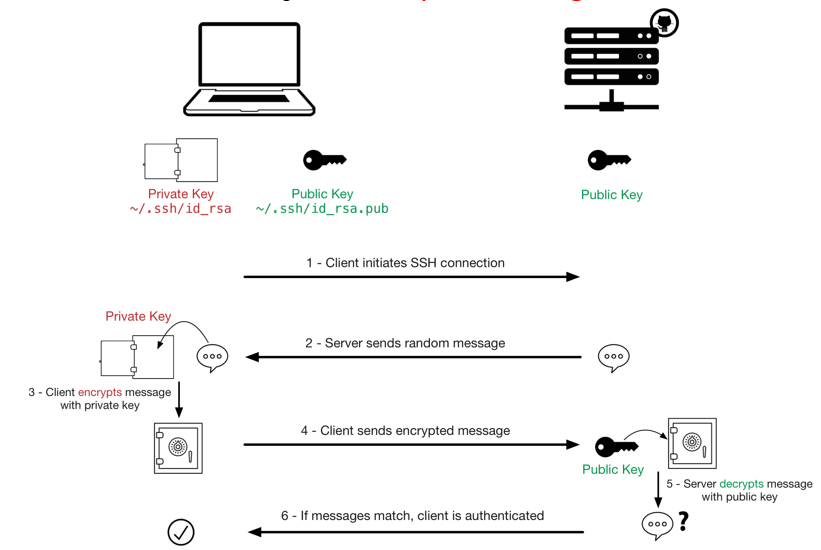 Private Key
~/.ssh/id_rsa
Public Key
~/.ssh/id_rsa.pub
Public Key
1 - Client initiates SSH connection
Private Key
2 - Server sends random message
3 - Client encrypts message
with private key
4 - Client sends encrypted message
Public Key
5 - Server decrypts message
with public key
?
6 - If messages match, client is authenticated